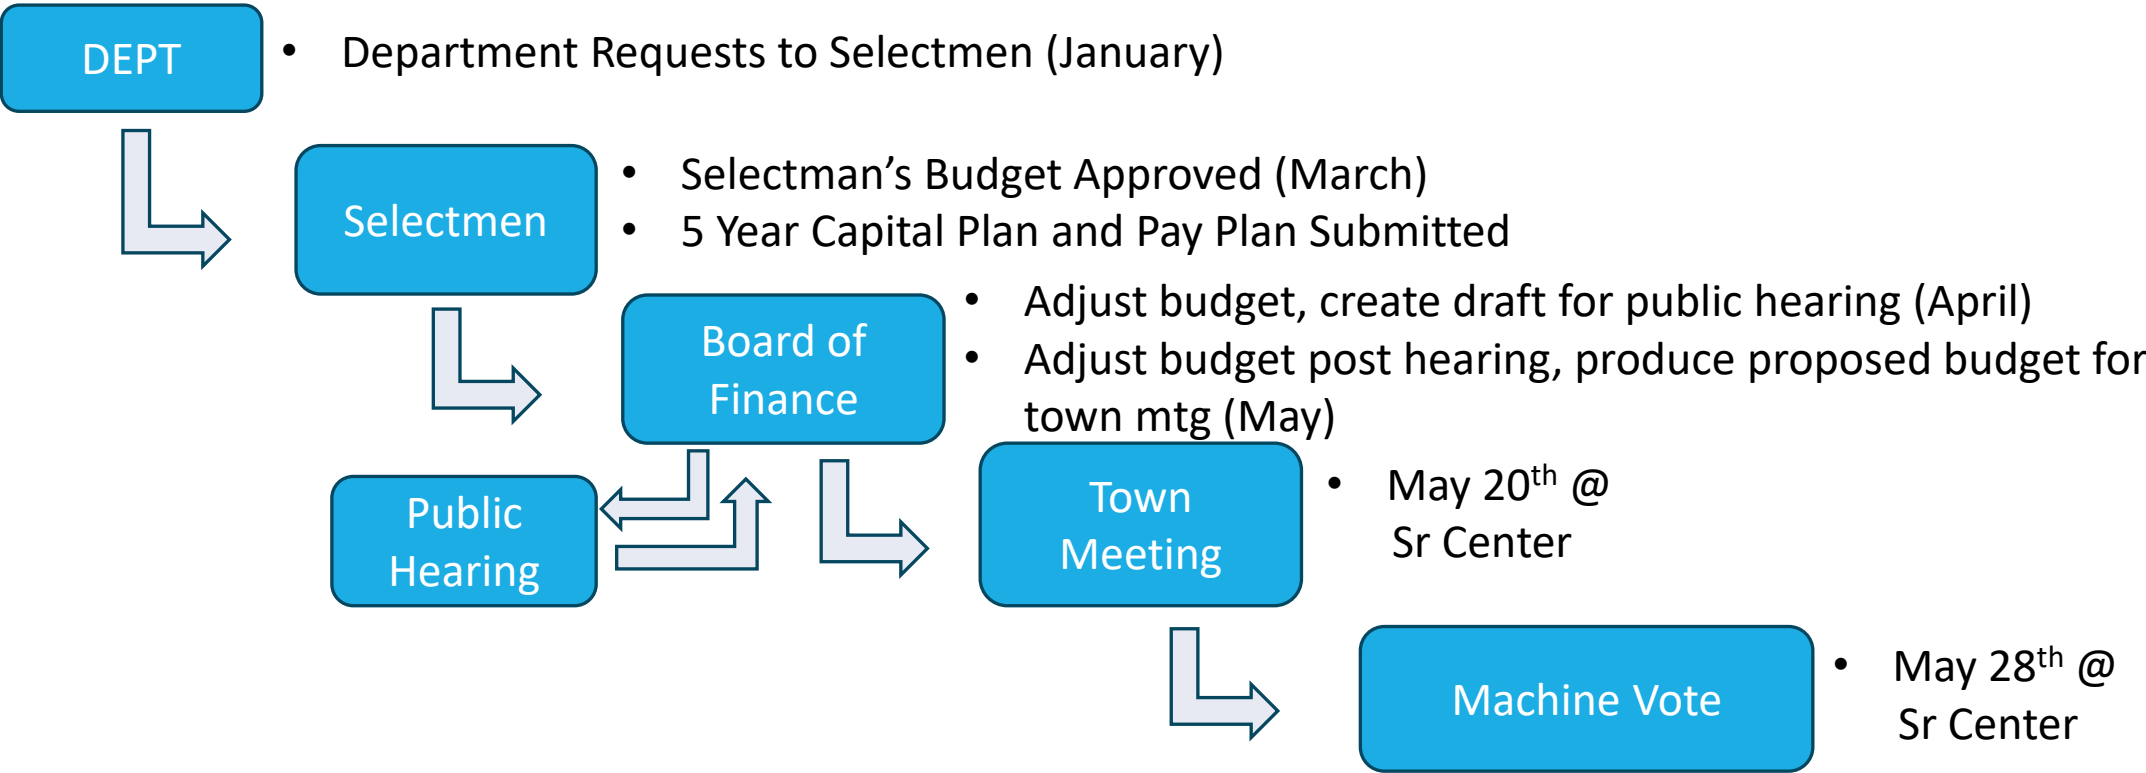 DEPT
• Department Requests to Selectmen (January)
Selectmen
• Selectman’s Budget Approved (March)
• 5 Year Capital Plan and Pay Plan Submitted
Board of
Finance
• Adjust budget, create draft for public hearing (April)
• Adjust budget post hearing, produce proposed budget for
town mtg (May)
Public
Hearing
Town
Meeting
• May 20th @
Sr Center
Machine Vote
• May 28th @
Sr Center